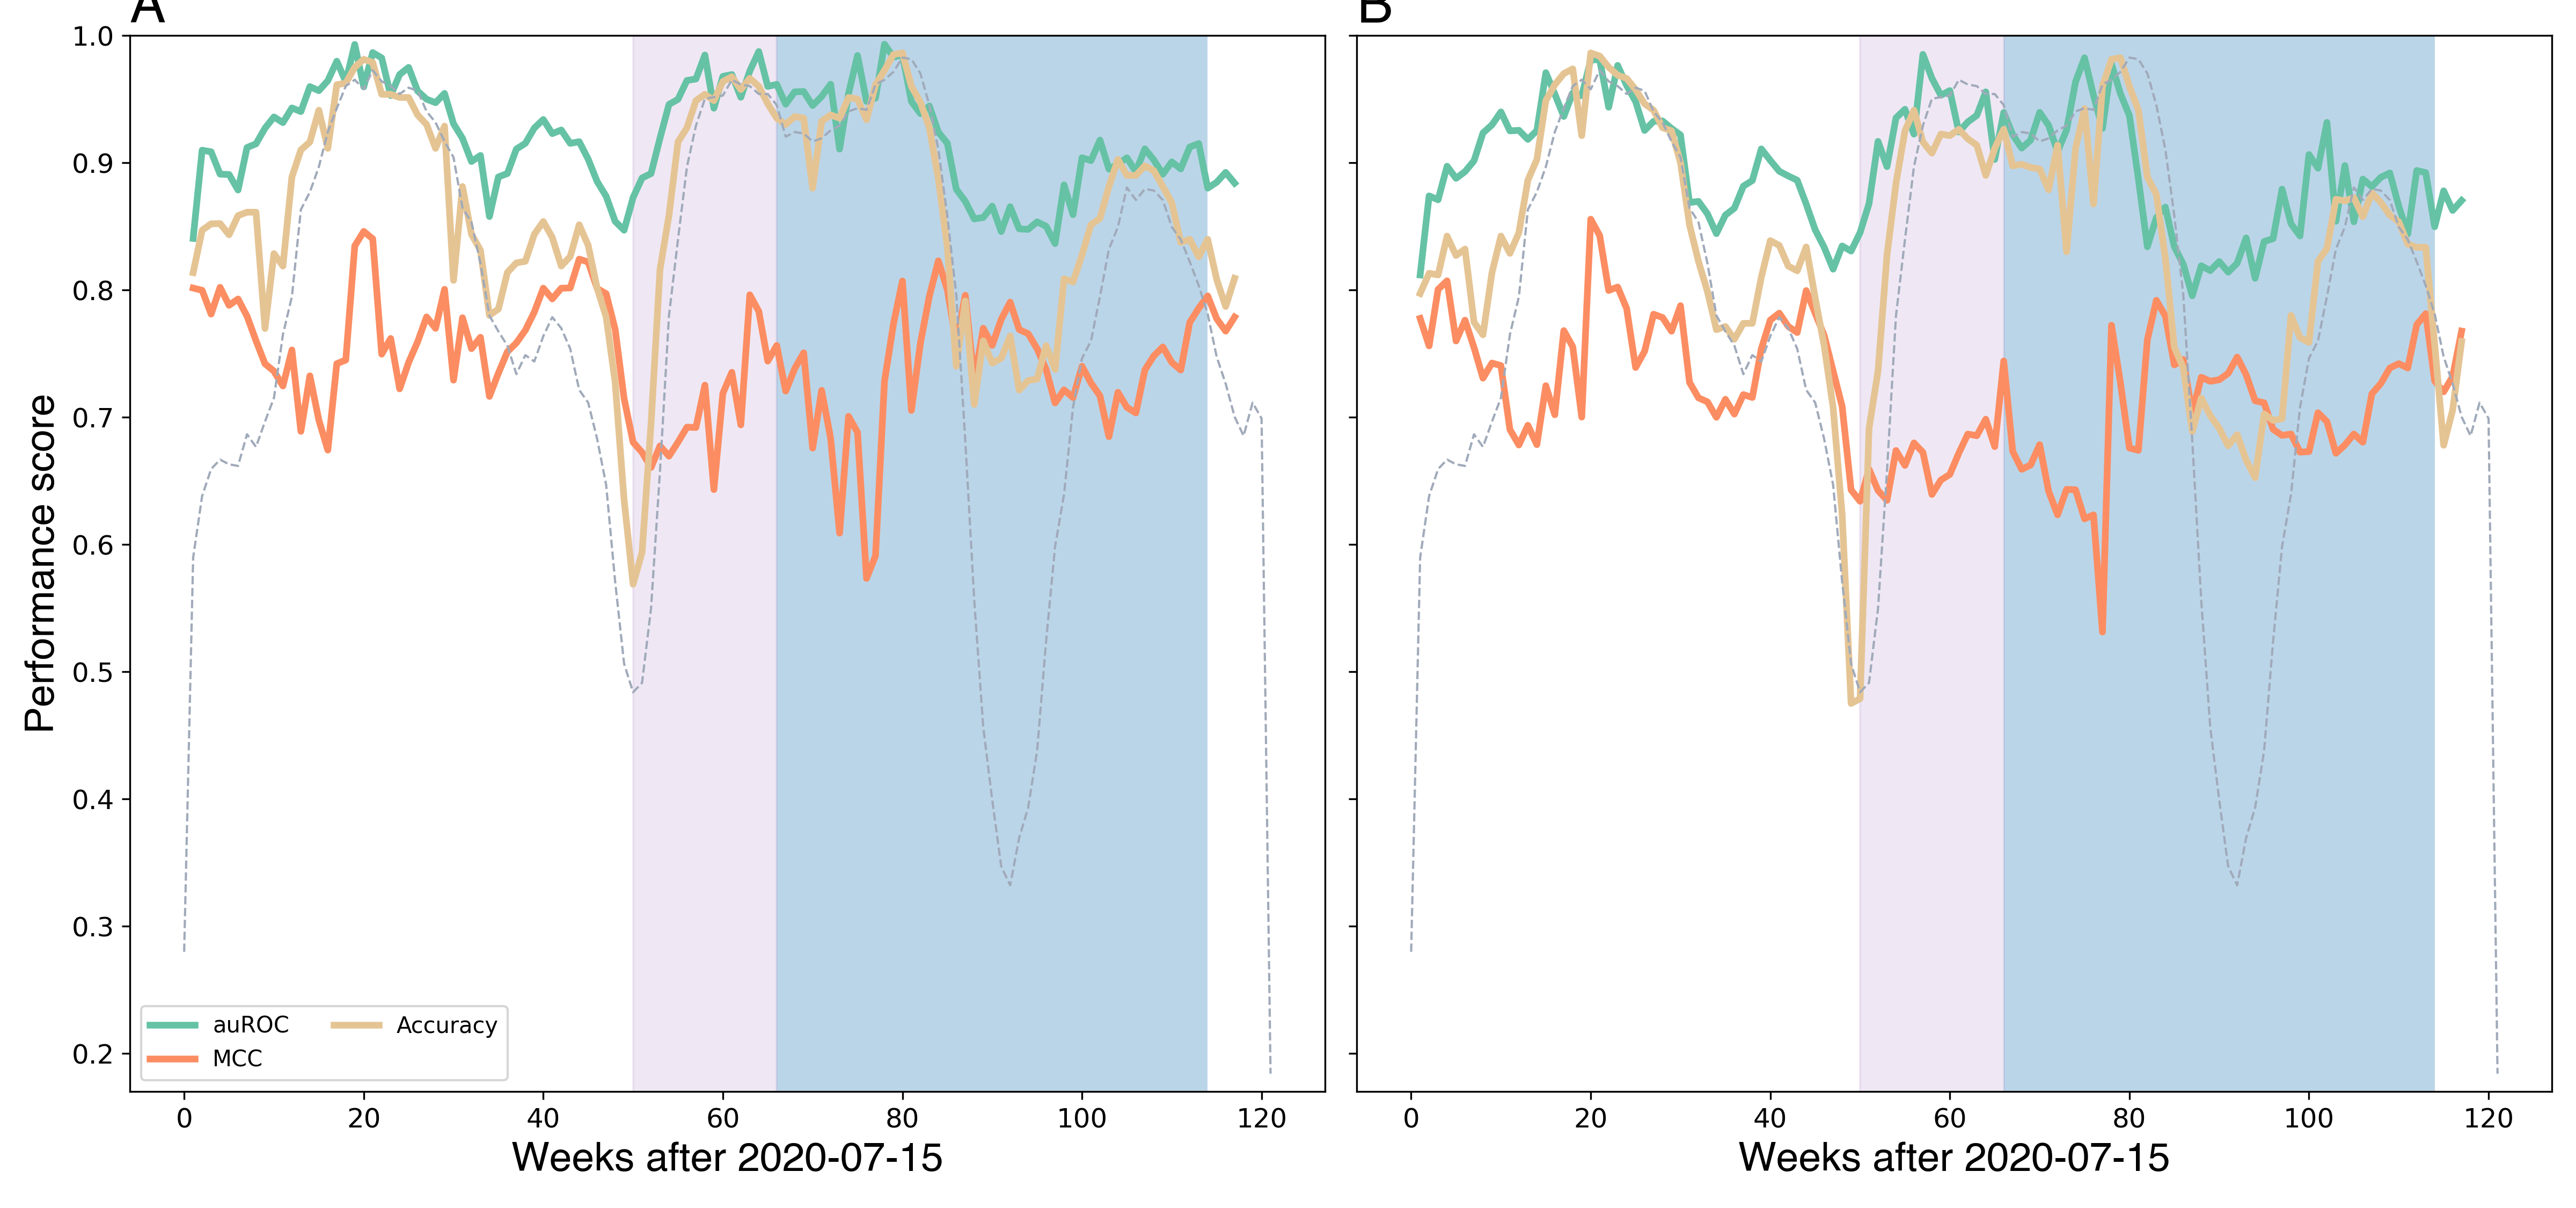 A
B
Performance score
1.0
0.9
0.8
0.7
0.6
0.5
0.4
0.3
0.2
auROC
Accuracy
MCC
0 20 40 60 80 100 120
0 20 40 60 80 100 120
Weeks after 2020-07-15
Weeks after 2020-07-15